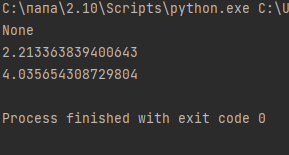 C:\папа\2.10\Scripts\python.exe C:\U
None
2.213363839400643
4.035654308729804
Process finished with exit code 0